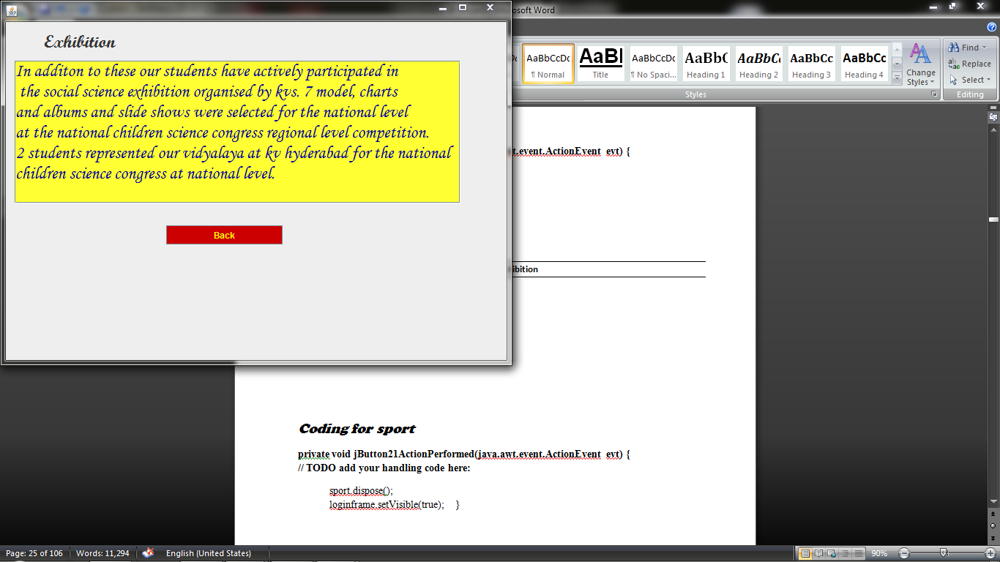 osoft Word
Exhibition
In additon to these our students have actively participated in
the social science exhibition organised by kvs. 7 model, charts
and albums and slide shows were selected for the national level
at the national children science congress regional level competition.
2 students represented our vidyalaya at kv hyderabad for the national
children science congress at national level.
Back
AaBbCcDc AaBl AaBbCcDc AaBbC AaBbCc AaBbCc AaBbCc
¶ Normal Title ¶ No Spaci... Heading 1 Heading 2 Heading 3 Heading 4
Change
Styles
Styles
Find
Replace
Select
Editing
t.event.ActionEvent evt) {
ibition
Coding for sport
private void jButton21ActionPerformed(java.awt.event.ActionEvent evt) {
// TODO add your handling code here:
sport.dispose();
loginframe.setVisible(true); }
Page: 25 of 106 Words: 11,294 English (United States) 90%